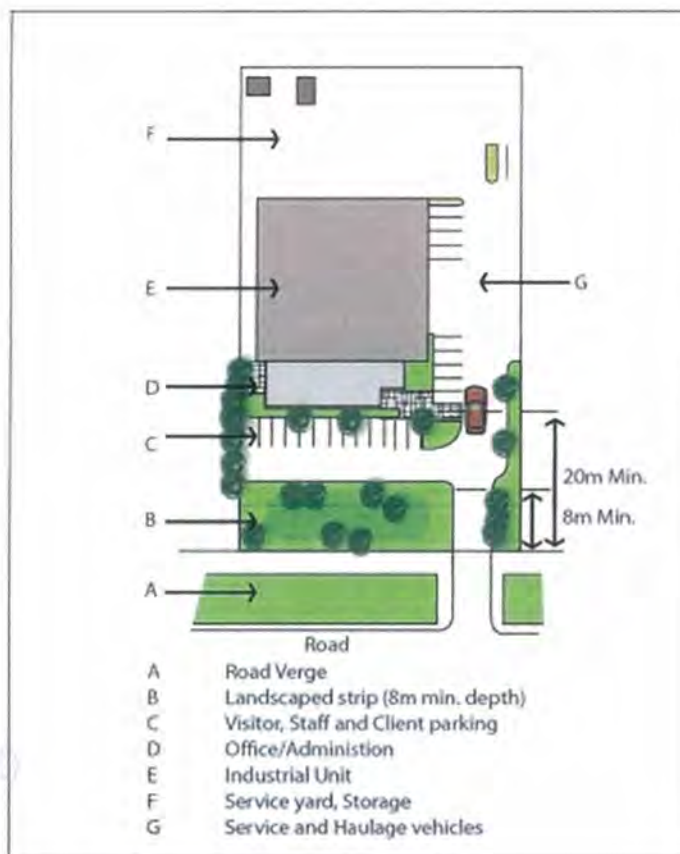 F
E
G
D
C
20m Min.
8m Min.
B
A
Road
A Road Verge
B Landscaped strip (8m min. depth)
C Visitor, Staff and Client parking
D Office/Administion
E Industrial Unit
F Service yard, Storage
G Service and Haulage vehicles